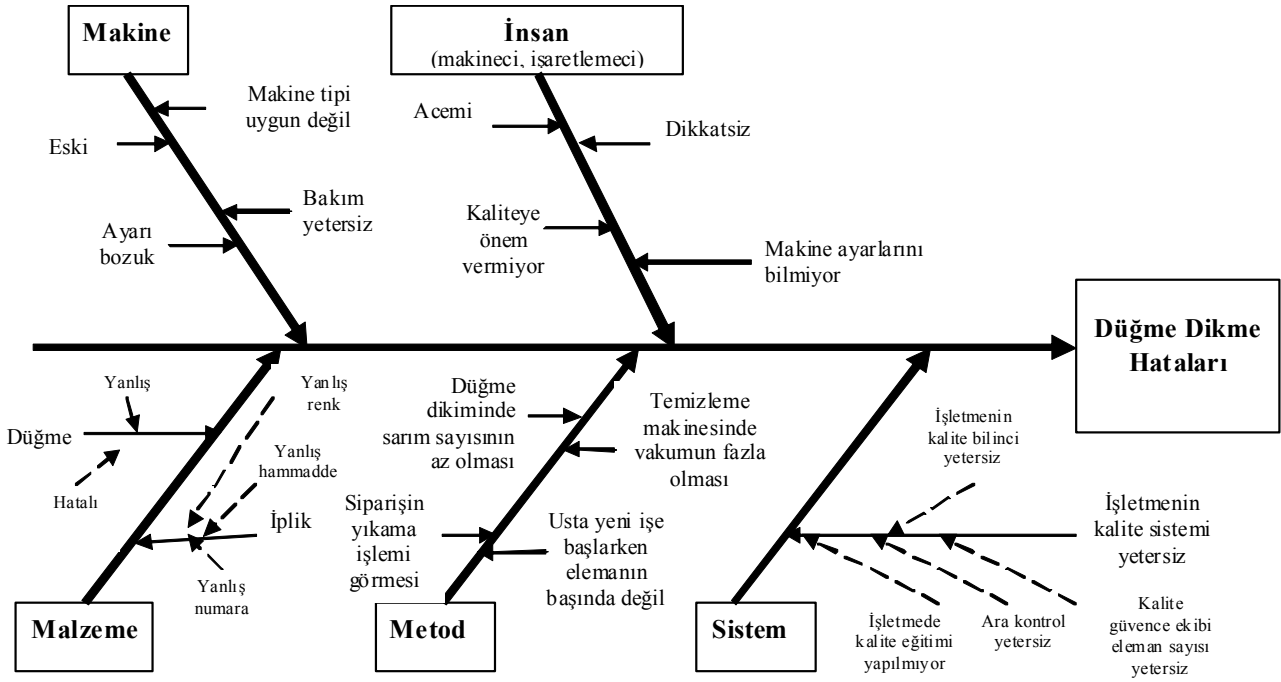 Makine
İnsan
(makineci, işaretlemeci)
Makine tipi
uygun değil
Eski
Bakım
yetersiz
Ayarı
bozuk
Acemi
Dikkatsiz
Kaliteye
önem
vermiyor
Makine ayarlarını
bilmiyor
Düğme Dikme
Hataları
Yanlış
Düğme
Hatalı
Yanlış
renk
Yanlış
hammadde
İplik
Yanlış
numara
Malzeme
Düğme
dikiminde
sarım sayısının
az olması
Temizleme
makinesinde
vakumun fazla
olması
Siparişin
yıkama
işlemi
görmesi
Usta yeni işe
başlarken
elemanın
başında değil
Metod
İşletmenin
kalite bilinci
yetersiz
İşletmenin
kalite sistemi
yetersiz
İşletmede
kalite eğitimi
yapılmıyor
Ara kontrol
yetersiz
Kalite
güvence ekibi
eleman sayısı
yetersiz
Sistem